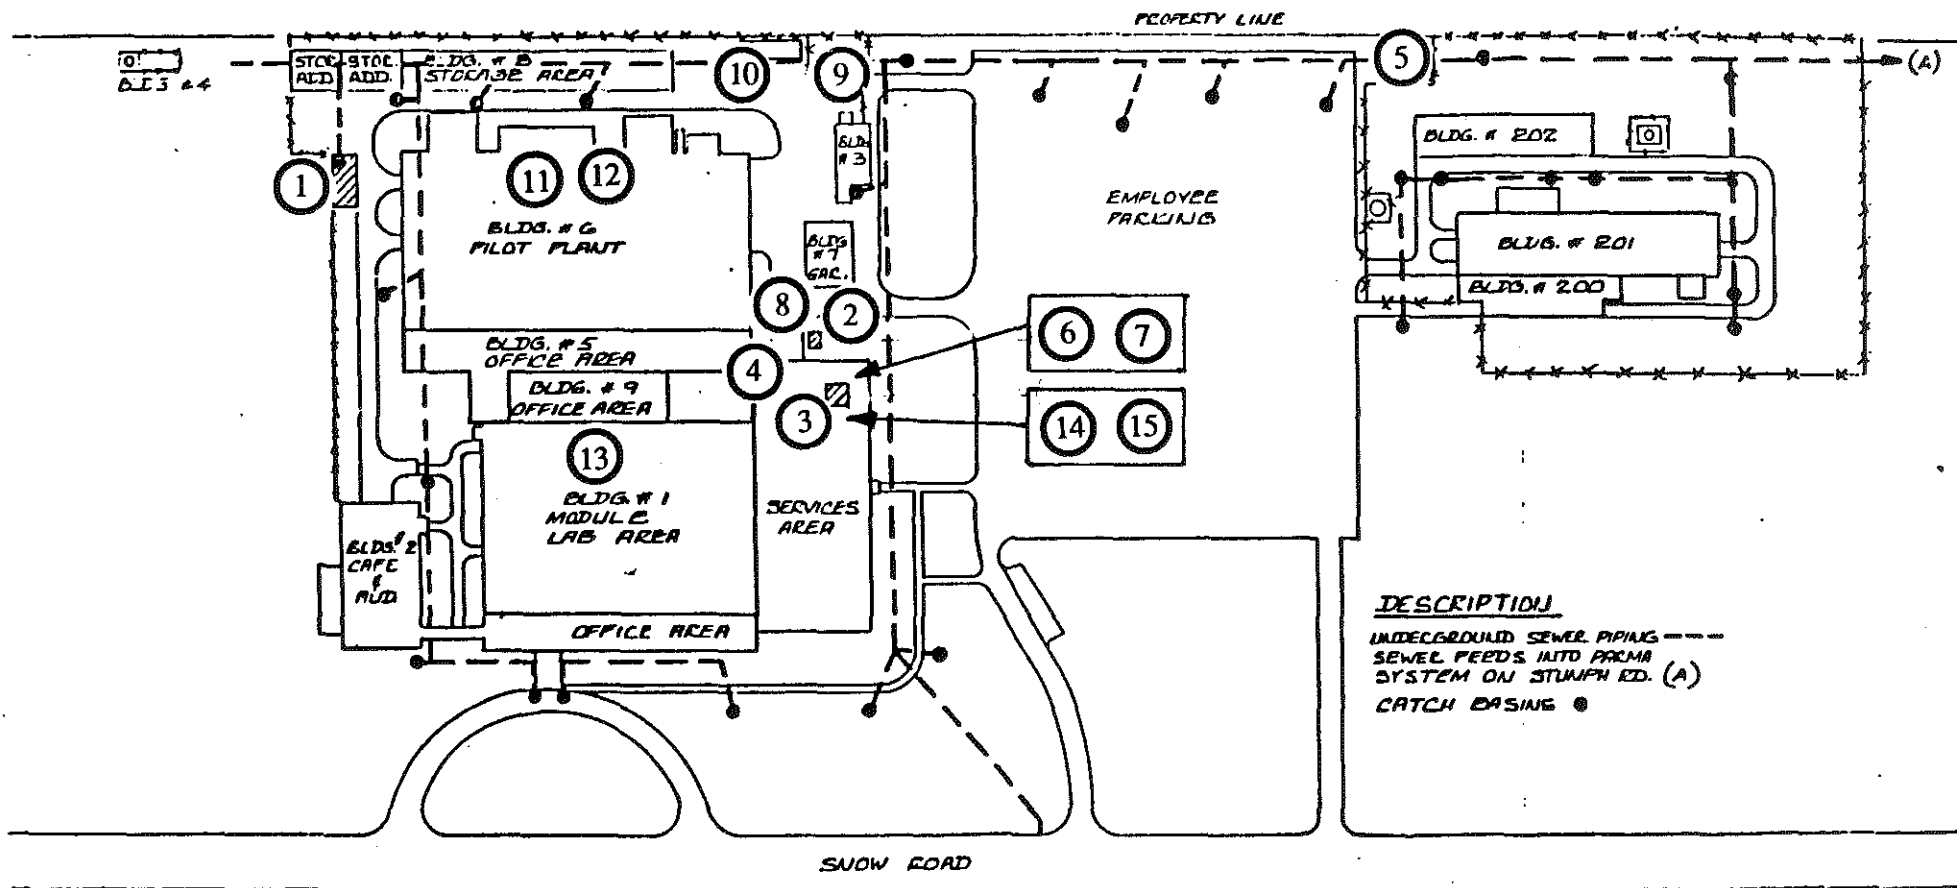 PROPERTY LINE
STOR. STOR.
ADD. ADD.
BLDG. # 8
STORAGE AREA
10
9
5
(A)
BLDG # 4
1
11
12
BLDG. # 6
PILOT PLANT
BLD.
# 3
EMPLOYEE
PARKING
BLDG. # 202
BLDG. # 201
BLDG. # 200
BLDG
# 7
GAR.
8
2
6
7
BLDG. # 5
OFFICE AREA
4
BLDG. # 9
OFFICE AREA
3
14
15
13
BLDG. # 1
MODULE
LAB AREA
SERVICES
AREA
BLDG. # 2
CAFE
&
AUD.
OFFICE AREA
DESCRIPTION
UNDERGROUND SEWER PIPING
SEWER FEEDS INTO PARMA
SYSTEM ON STUMPH RD. (A)
CATCH BASINS
SNOW ROAD